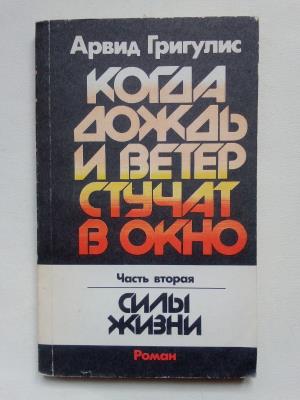 Арвид Григулис
КОГДА
ДОЖДЬ
И ВЕТЕР
СТУЧАТ
В ОКНО
Часть вторая
СИЛЫ
ЖИЗНИ
Роман